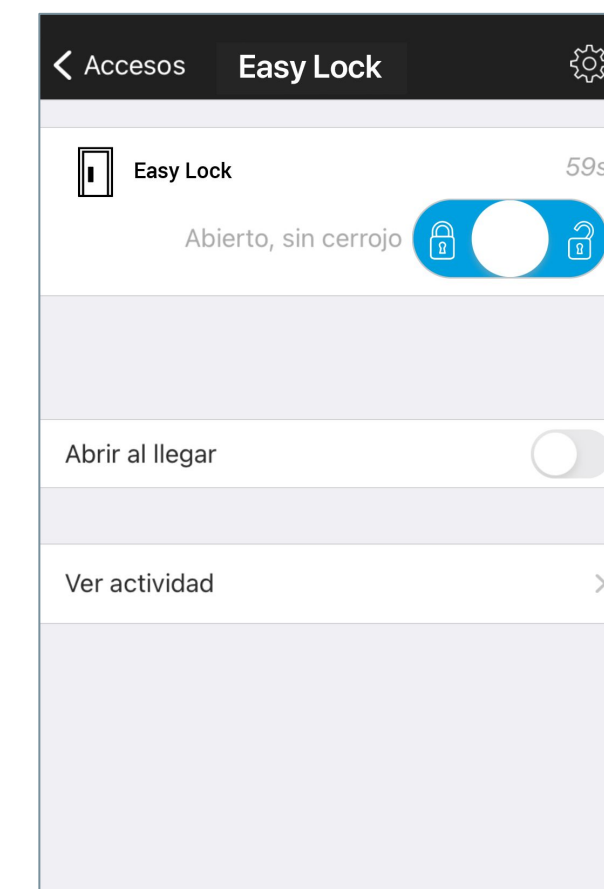 Accesos Easy Lock
Easy Lock 59s
Abierto, sin cerrojo
Abrir al llegar
Ver actividad